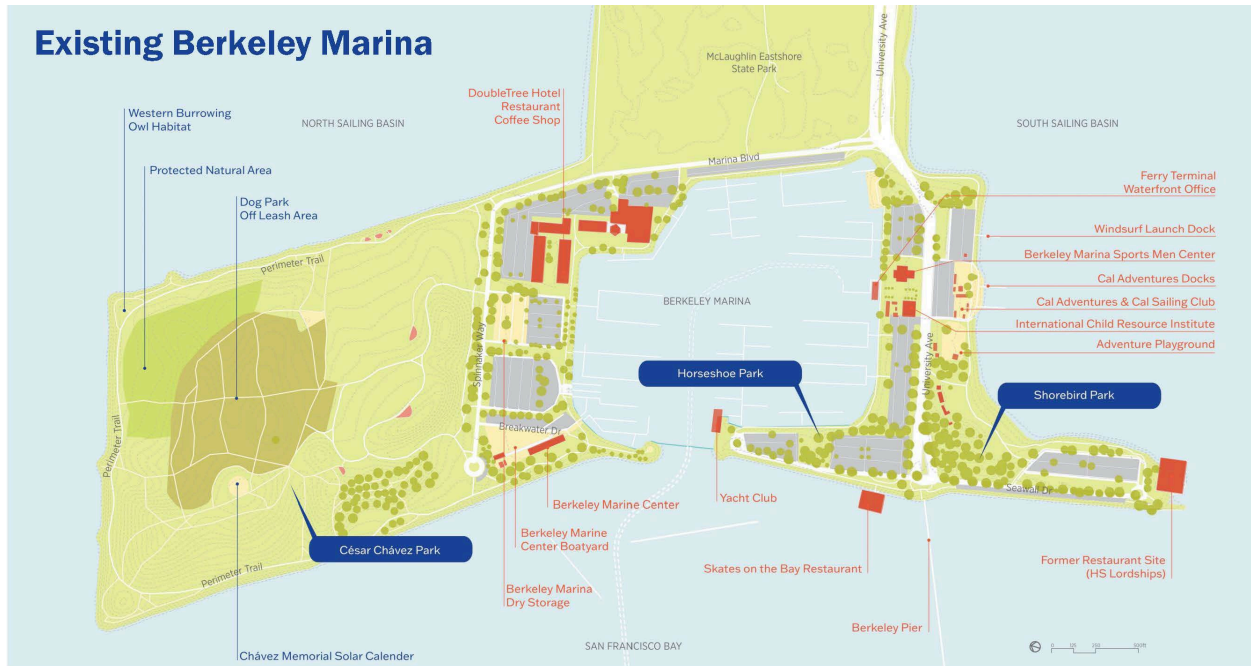 Existing Berkeley Marina
McLaughlin Eastshore
State Park
University Ave
DoubleTree Hotel
Restaurant
Coffee Shop
Western Burrowing
Owl Habitat
NORTH SAILING BASIN
SOUTH SAILING BASIN
Marina Blvd
Protected Natural Area
Ferry Terminal
Waterfront Office
Dog Park
Off Leash Area
Windsurf Launch Dock
Berkeley Marina Sports Men Center
Perimeter Trail
Cal Adventures Docks
BERKELEY MARINA
Cal Adventures & Cal Sailing Club
International Child Resource Institute
Adventure Playground
Spinnaker Way
University Ave
Horseshoe Park
Shorebird Park
Perimeter Trail
Breakwater Dr
Seawall Dr
Yacht Club
Berkeley Marine Center
Berkeley Marine
Center Boatyard
César Chávez Park
Skates on the Bay Restaurant
Former Restaurant Site
(HS Lordships)
Perimeter Trail
Berkeley Marina
Dry Storage
Berkeley Pier
SAN FRANCISCO BAY
Chávez Memorial Solar Calender